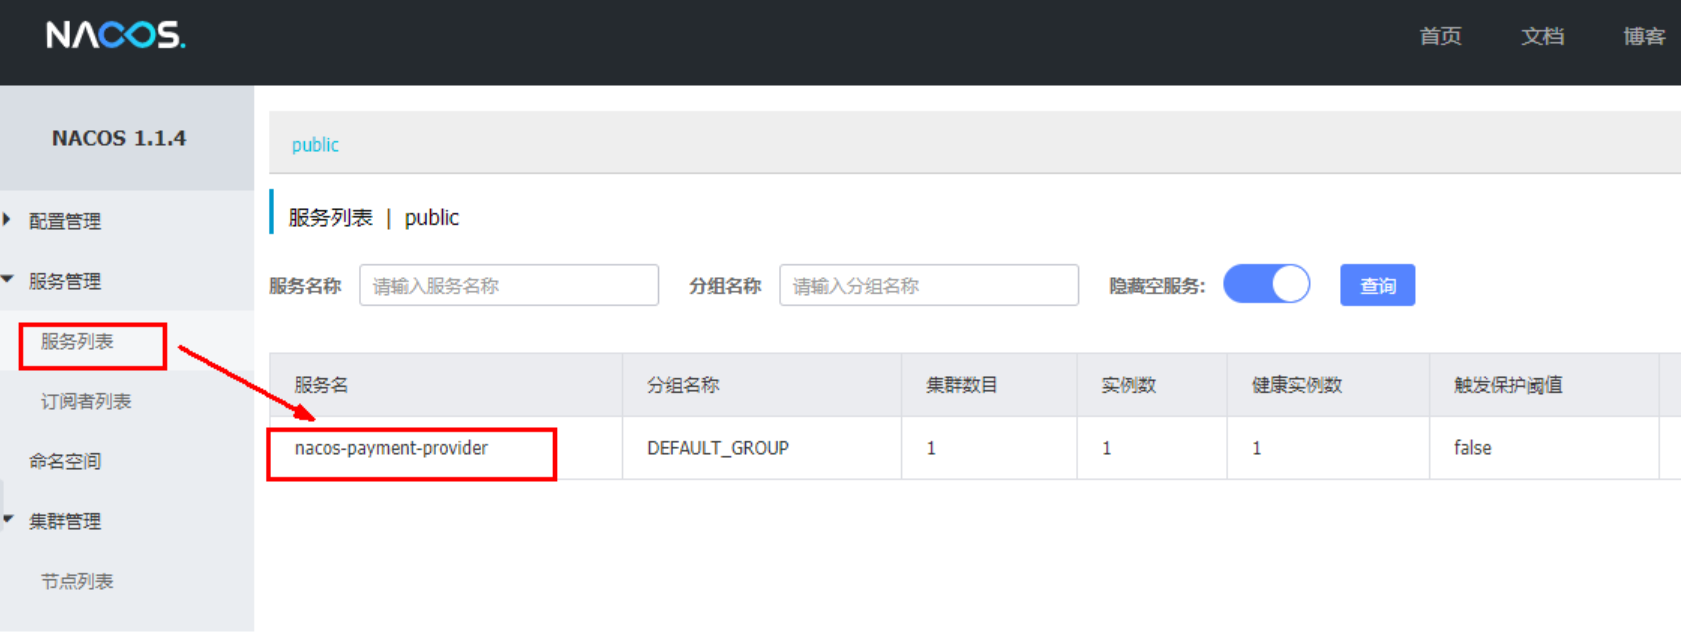 NACOS.
首页 文档 博客
NACOS 1.1.4
配置管理
服务管理
服务列表
订阅者列表
命名空间
集群管理
节点列表
public
服务列表 | public
服务名称 请输入服务名称 分组名称 请输入分组名称 隐藏空服务: 查询
服务名 分组名称 集群数目 实例数 健康实例数 触发保护阈值
nacos-payment-provider DEFAULT_GROUP 1 1 1 false